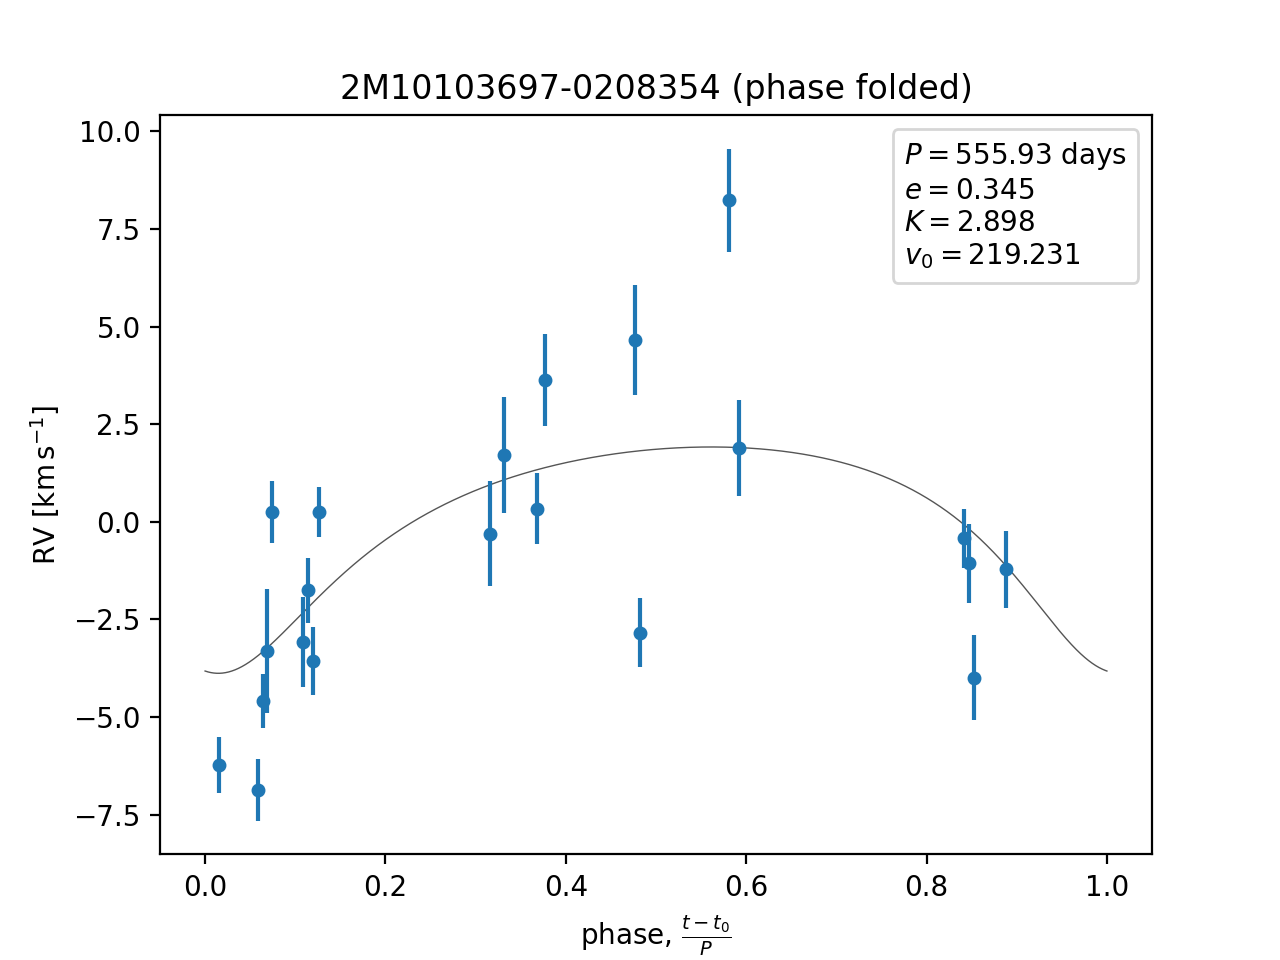 2M10103697-0208354 (phase folded)
P = 555.93 days
e = 0.345
K = 2.898
v₀ = 219.231
10.0
7.5
5.0
2.5
0.0
−2.5
−5.0
−7.5
RV [km s⁻¹]
0.0 0.2 0.4 0.6 0.8 1.0
phase, (t − t₀)/P